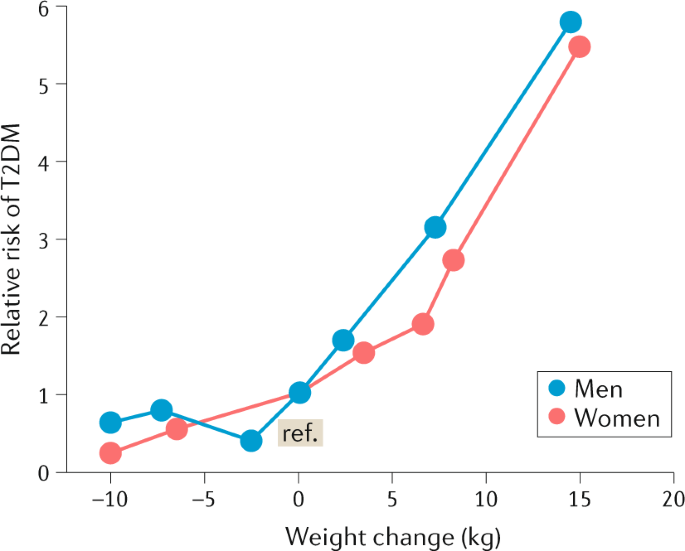 6
5
4
3
2
1
0
Relative risk of T2DM
ref.
Men
Women
–10 –5 0 5 10 15 20
Weight change (kg)